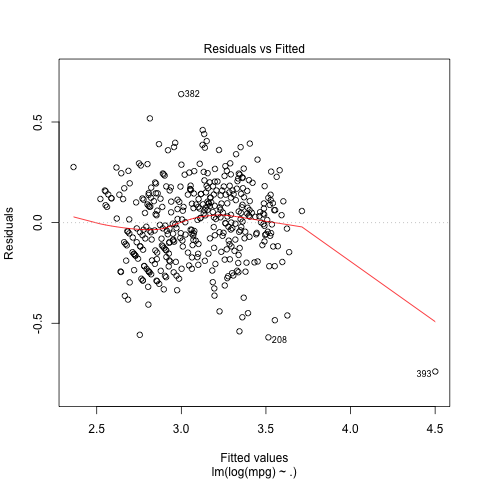 Residuals vs Fitted
382
0.5
0.0
-0.5
Residuals
208
393
2.5 3.0 3.5 4.0 4.5
Fitted values
lm(log(mpg) ~ .)